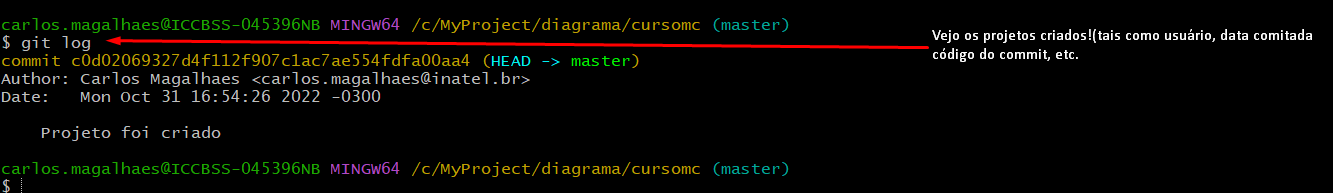 carlos.magalhaes@ICCBSS-045396NB MINGW64 /c/MyProject/diagrama/cursomc (master)
$ git log
Vejo os projetos criados!(tais como usuário, data comitada
código do commit, etc.
commit c0d02069327d4f112f907c1ac7ae554fdfa00aa4 (HEAD -> master)
Author: Carlos Magalhaes <carlos.magalhaes@inatel.br>
Date:   Mon Oct 31 16:54:26 2022 -0300
Projeto foi criado
carlos.magalhaes@ICCBSS-045396NB MINGW64 /c/MyProject/diagrama/cursomc (master)
$